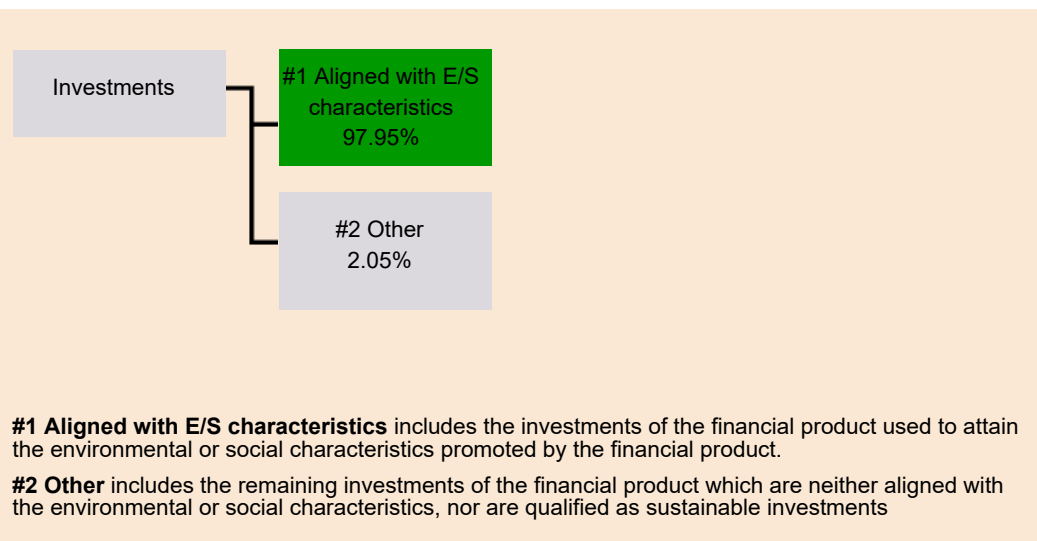 Investments
#1 Aligned with E/S
characteristics
97.95%
#2 Other
2.05%
#1 Aligned with E/S characteristics includes the investments of the financial product used to attain
the environmental or social characteristics promoted by the financial product.
#2 Other includes the remaining investments of the financial product which are neither aligned with
the environmental or social characteristics, nor are qualified as sustainable investments